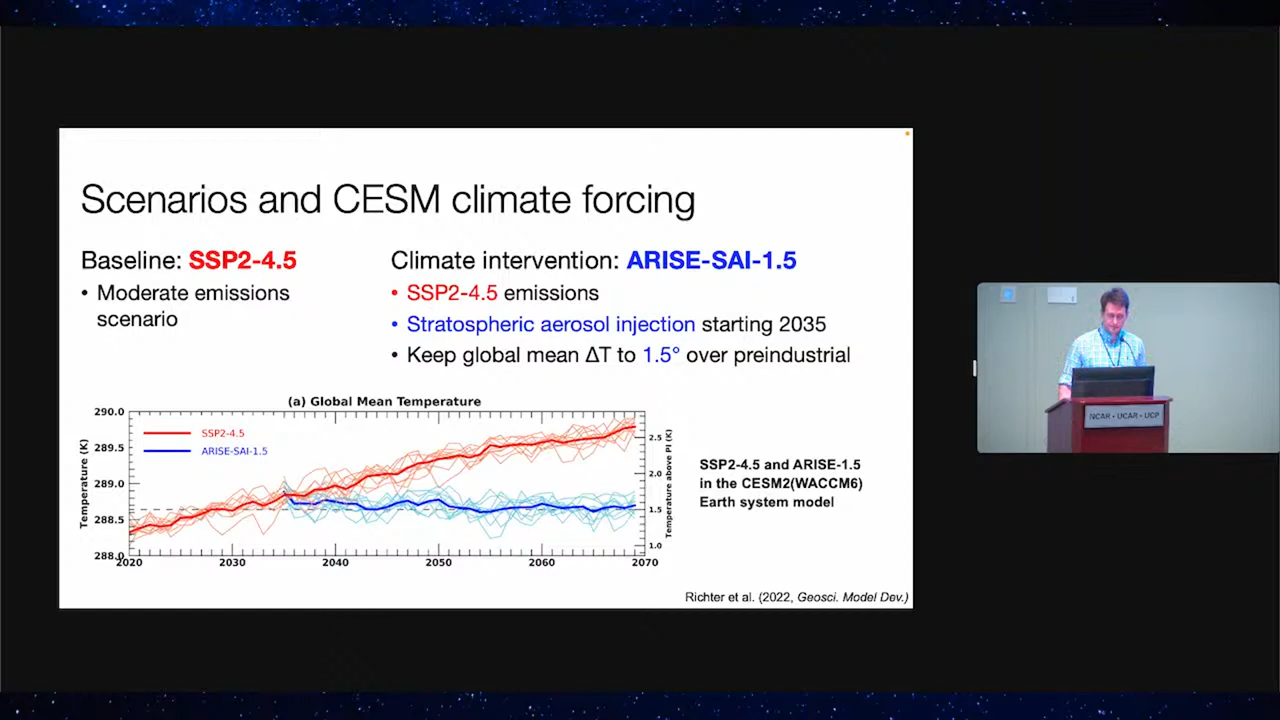 Scenarios and CESM climate forcing
Baseline: SSP2-4.5
• Moderate emissions
scenario
Climate intervention: ARISE-SAI-1.5
• SSP2-4.5 emissions
• Stratospheric aerosol injection starting 2035
• Keep global mean ΔT to 1.5° over preindustrial
(a) Global Mean Temperature
SSP2-4.5
ARISE-SAI-1.5
Temperature (K)
290.0
289.5
289.0
288.5
288.0
2020 2030 2040 2050 2060 2070
2.5
2.0
1.5
1.0
Temperature above PI (K)
SSP2-4.5 and ARISE-1.5
in the CESM2(WACCM6)
Earth system model
Richter et al. (2022, Geosci. Model Dev.)
NCAR • UCAR • UCP